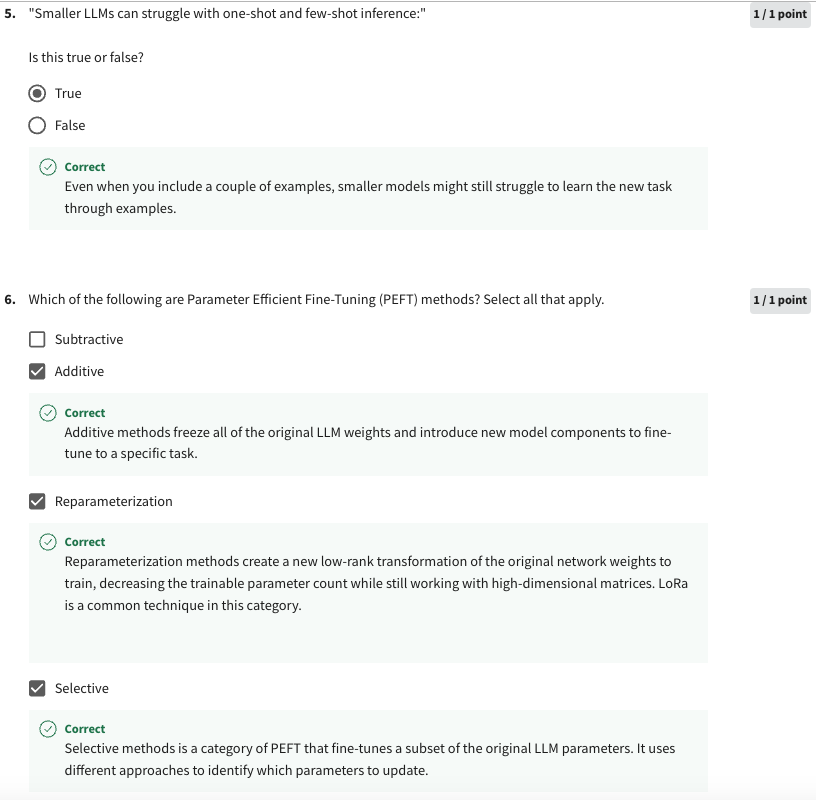 5. "Smaller LLMs can struggle with one-shot and few-shot inference:"
1 / 1 point
Is this true or false?
True
False
Correct
Even when you include a couple of examples, smaller models might still struggle to learn the new task
through examples.
6. Which of the following are Parameter Efficient Fine-Tuning (PEFT) methods? Select all that apply.
1 / 1 point
Subtractive
Additive
Correct
Additive methods freeze all of the original LLM weights and introduce new model components to fine-
tune to a specific task.
Reparameterization
Correct
Reparameterization methods create a new low-rank transformation of the original network weights to
train, decreasing the trainable parameter count while still working with high-dimensional matrices. LoRa
is a common technique in this category.
Selective
Correct
Selective methods is a category of PEFT that fine-tunes a subset of the original LLM parameters. It uses
different approaches to identify which parameters to update.